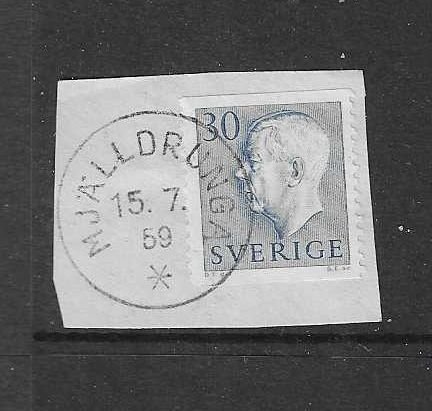 MJÄLLDRUNGA
15. 7.
59
*
30
SVERIGE